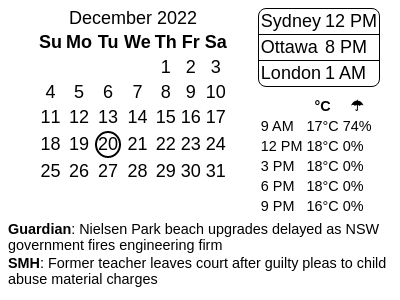 December 2022
Su Mo Tu We Th Fr Sa
1 2 3
4 5 6 7 8 9 10
11 12 13 14 15 16 17
18 19 20 21 22 23 24
25 26 27 28 29 30 31
Sydney 12 PM
Ottawa 8 PM
London 1 AM
°C ☂
9 AM 17°C 74%
12 PM 18°C 0%
3 PM 18°C 0%
6 PM 18°C 0%
9 PM 16°C 0%
Guardian: Nielsen Park beach upgrades delayed as NSW
government fires engineering firm
SMH: Former teacher leaves court after guilty pleas to child
abuse material charges